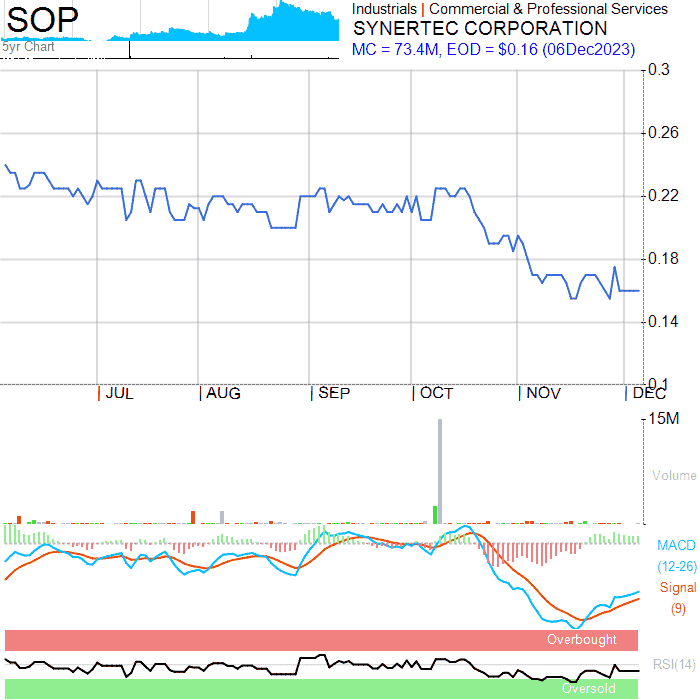 SOP
5yr Chart
Industrials | Commercial & Professional Services
SYNERTEC CORPORATION
MC = 73.4M, EOD = $0.16 (06Dec2023)
0.3
0.26
0.22
0.18
0.14
0.1
JUL AUG SEP OCT NOV DEC
15M
Volume
MACD
(12-26)
Signal
(9)
Overbought
RSI(14)
Oversold